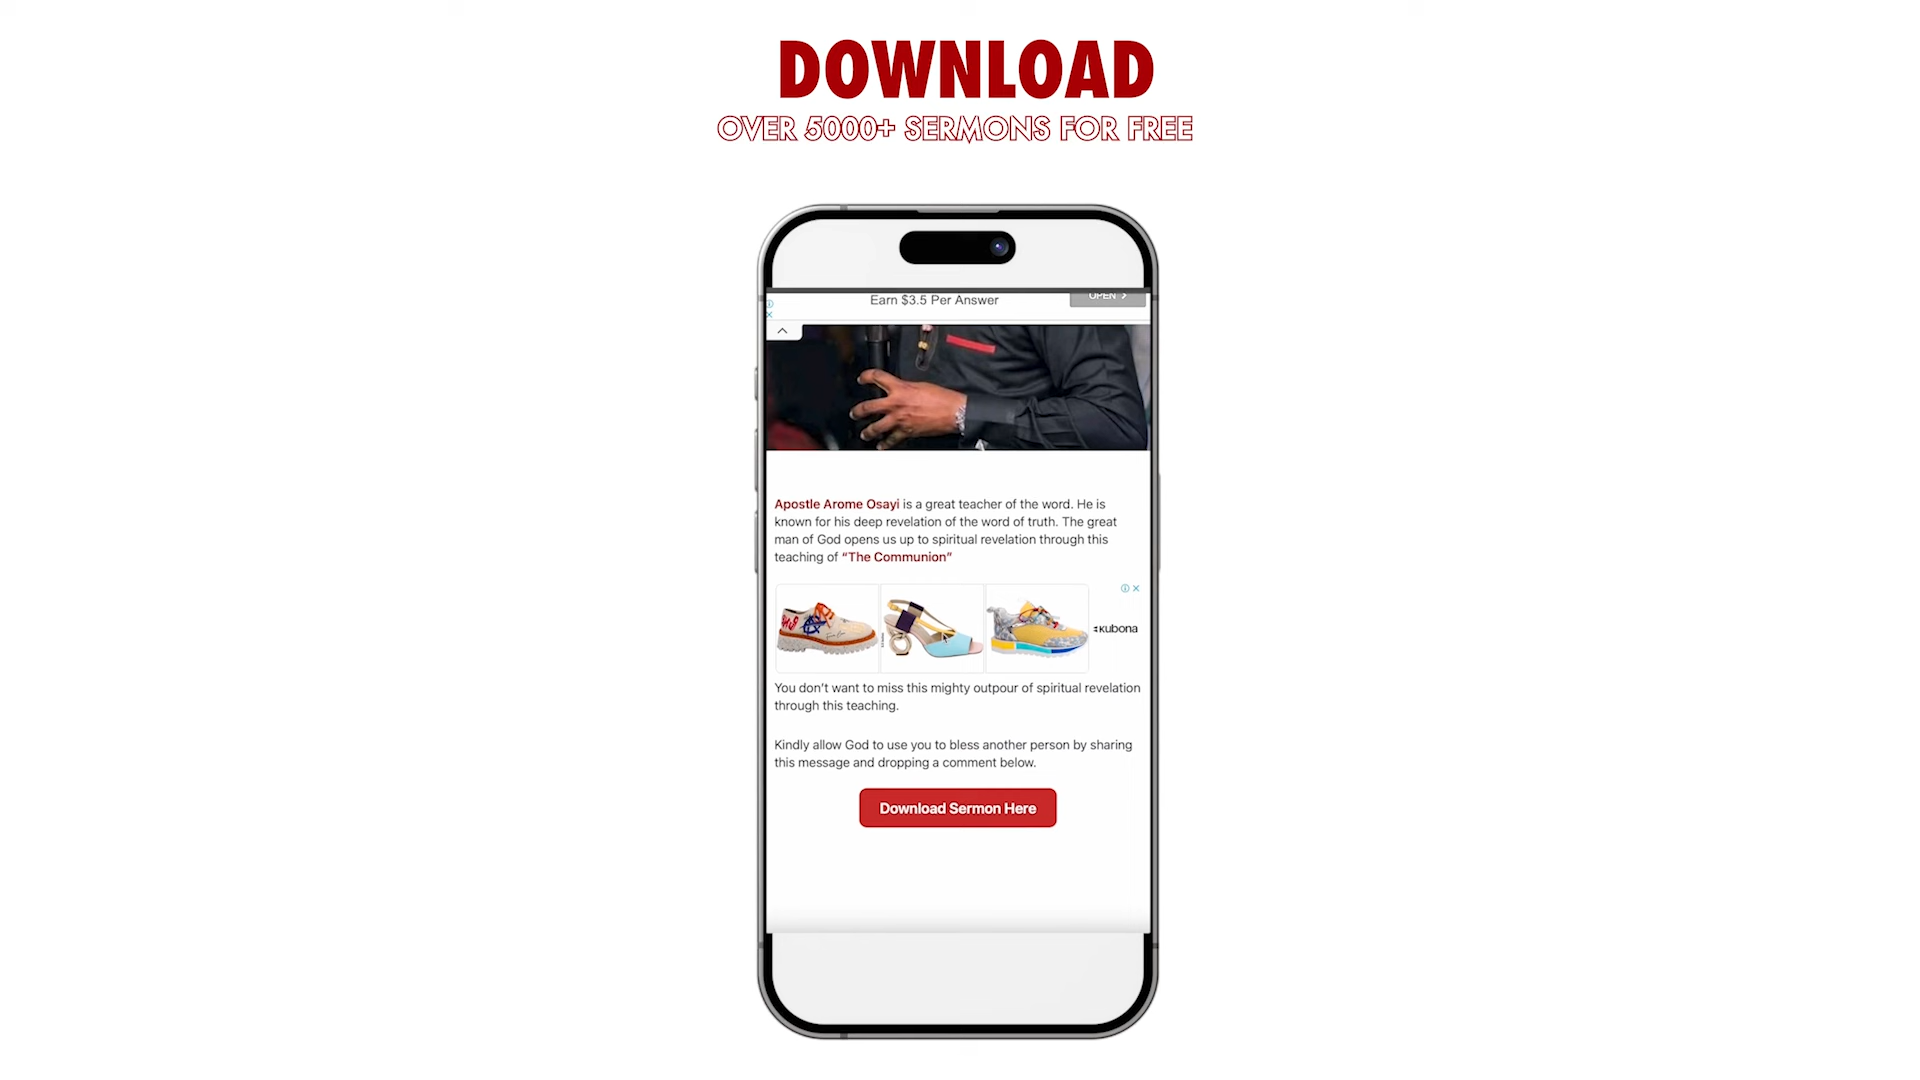 DOWNLOAD
OVER 5000+ SERMONS FOR FREE
Earn $3.5 Per Answer
OPEN
Apostle Arome Osayi is a great teacher of the word. He is
known for his deep revelation of the word of truth. The great
man of God opens us up to spiritual revelation through this
teaching of “The Communion”
Kubona
You don’t want to miss this mighty outpour of spiritual revelation
through this teaching.
Kindly allow God to use you to bless another person by sharing
this message and dropping a comment below.
Download Sermon Here